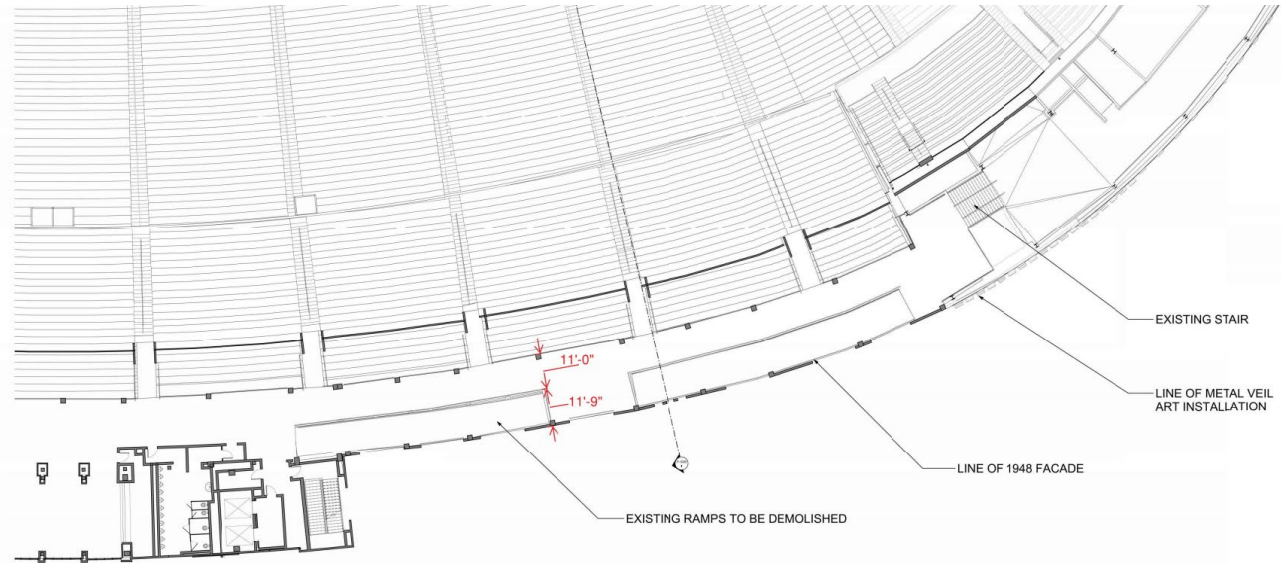 11'-0"
11'-9"
EXISTING STAIR
LINE OF METAL VEIL
ART INSTALLATION
LINE OF 1948 FACADE
EXISTING RAMPS TO BE DEMOLISHED